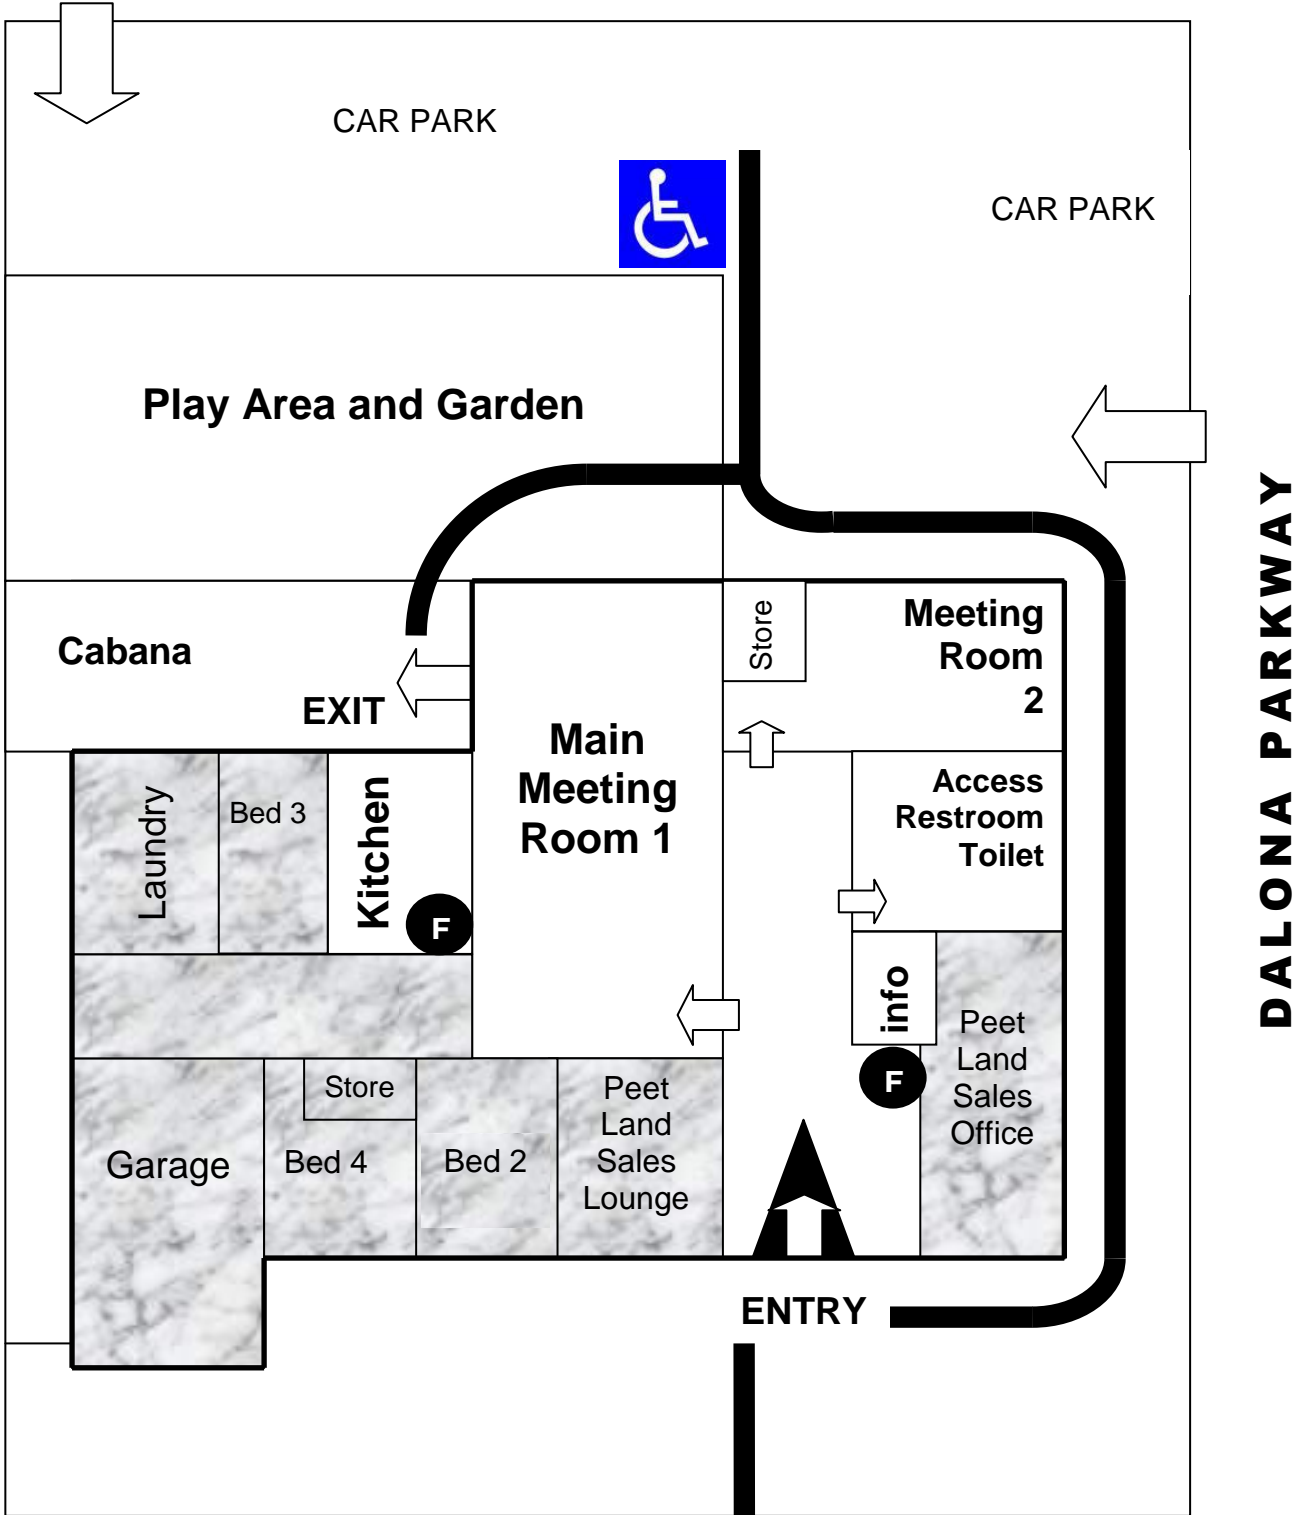 CAR PARK
CAR PARK
Play Area and Garden
DALONA PARKWAY
Cabana
EXIT
Store
Meeting
Room
2
Main
Meeting
Room 1
Laundry
Bed 3
Kitchen
F
Access
Restroom
Toilet
info
F
Peet
Land
Sales
Office
Garage
Store
Bed 4
Bed 2
Peet
Land
Sales
Lounge
ENTRY